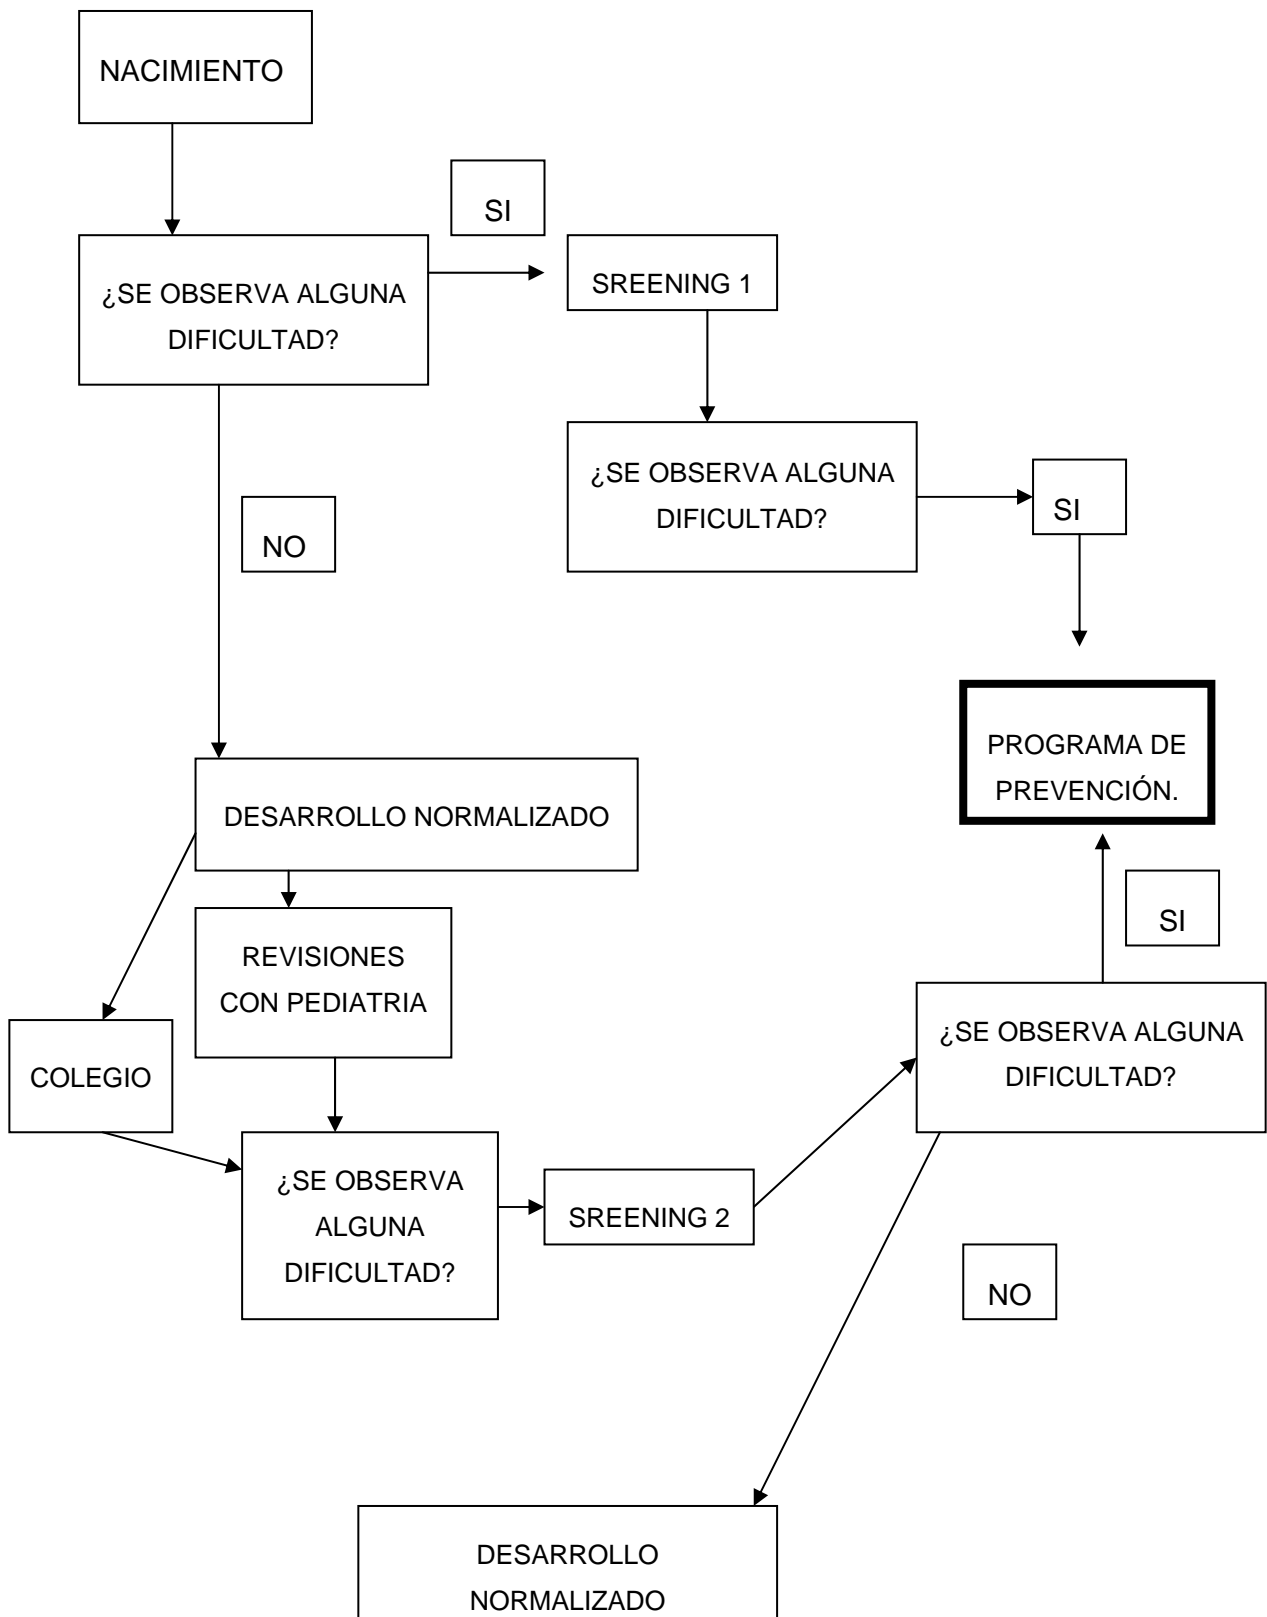 NACIMIENTO
SI
¿SE OBSERVA ALGUNA
DIFICULTAD?
SREENING 1
¿SE OBSERVA ALGUNA
DIFICULTAD?
SI
NO
PROGRAMA DE
PREVENCIÓN.
DESARROLLO NORMALIZADO
SI
REVISIONES
CON PEDIATRIA
¿SE OBSERVA ALGUNA
DIFICULTAD?
COLEGIO
¿SE OBSERVA
ALGUNA
DIFICULTAD?
SREENING 2
NO
DESARROLLO
NORMALIZADO